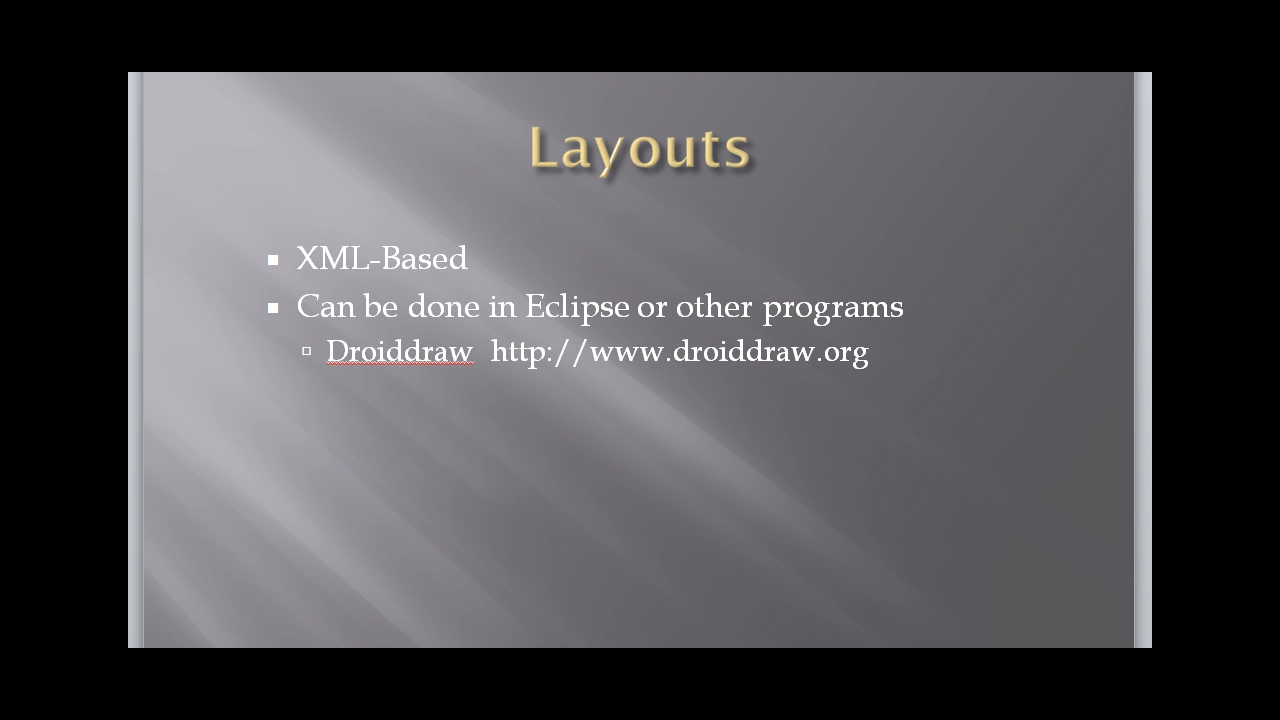 Layouts
XML-Based
Can be done in Eclipse or other programs
Droiddraw http://www.droiddraw.org